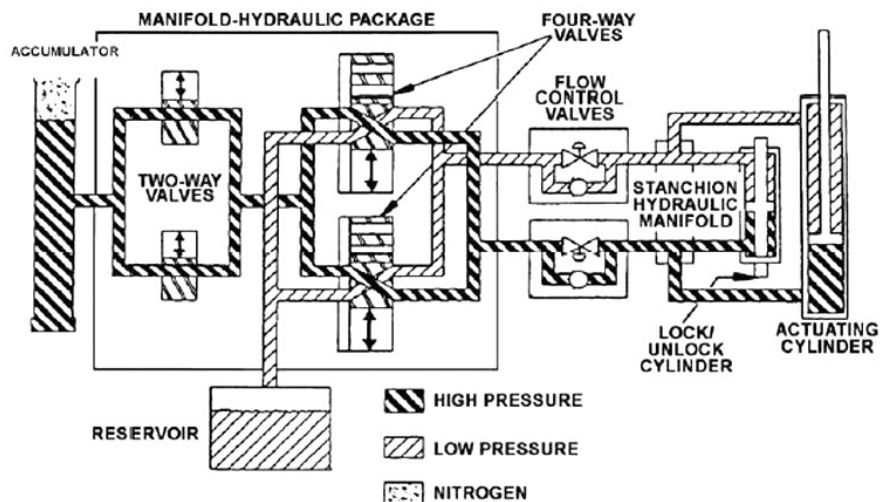 MANIFOLD-HYDRAULIC PACKAGE
FOUR-WAY
VALVES
ACCUMULATOR
FLOW
CONTROL
VALVES
TWO-WAY
VALVES
STANCHION
HYDRAULIC
MANIFOLD
LOCK/
UNLOCK
CYLINDER
ACTUATING
CYLINDER
RESERVOIR
HIGH PRESSURE
LOW PRESSURE
NITROGEN